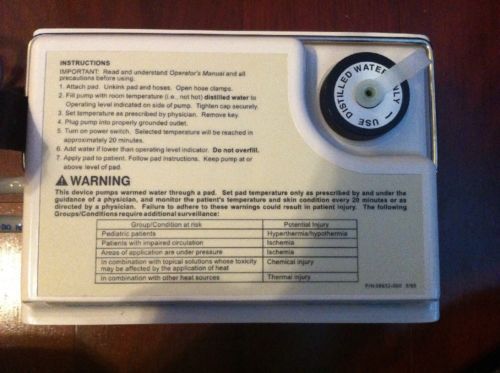 INSTRUCTIONS
IMPORTANT: Read and understand Operator's Manual and all
precautions before using.
1. Attach pad. Unkink pad and hoses. Open hose clamps.
2. Fill pump with room temperature (i.e., not hot) distilled water to
Operating level indicated on side of pump. Tighten cap securely.
3. Set temperature as prescribed by physician. Remove key.
4. Plug pump into properly grounded outlet.
5. Turn on power switch. Selected temperature will be reached in
approximately 20 minutes.
6. Add water if lower than operating level indicator. Do not overfill.
7. Apply pad to patient. Follow pad instructions. Keep pump at or
above level of pad.
USE DISTILLED WATER ONLY –
WARNING
This device pumps warmed water through a pad. Set pad temperature only as prescribed by and under the
guidance of a physician, and monitor the patient's temperature and skin condition every 20 minutes or as
directed by a physician. Failure to adhere to these warnings could result in patient injury. The following
Groups/Conditions require additional surveillance:
Group/Condition at risk Potential Injury
Pediatric patients Hyperthermia/hypothermia
Patients with impaired circulation Ischemia
Areas of application are under pressure Ischemia
In combination with topical solutions whose toxicity Chemical injury
may be affected by the application of heat
In combination with other heat sources Thermal injury